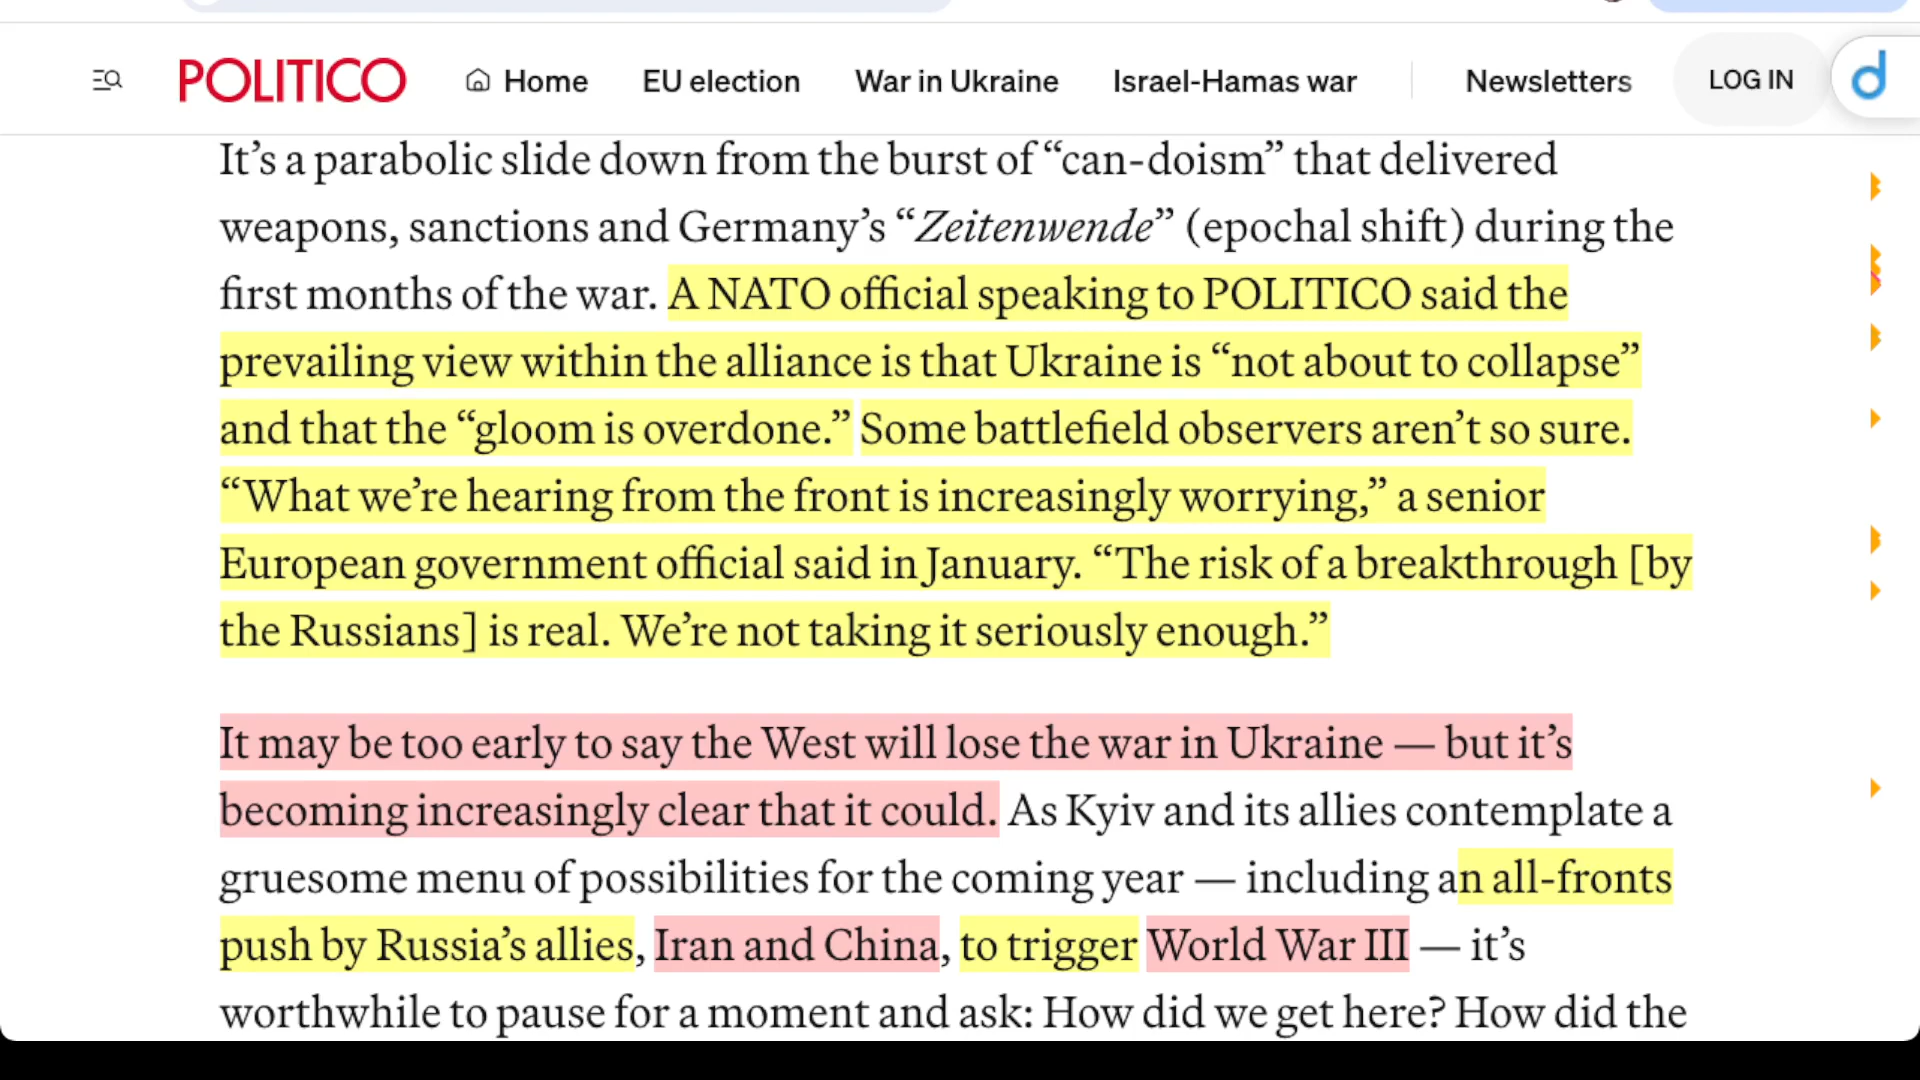 POLITICO
Home
EU election
War in Ukraine
Israel-Hamas war
Newsletters
LOG IN
It’s a parabolic slide down from the burst of “can-doism” that delivered
weapons, sanctions and Germany’s “Zeitenwende” (epochal shift) during the
first months of the war. A NATO official speaking to POLITICO said the
prevailing view within the alliance is that Ukraine is “not about to collapse”
and that the “gloom is overdone.” Some battlefield observers aren’t so sure.
“What we’re hearing from the front is increasingly worrying,” a senior
European government official said in January. “The risk of a breakthrough [by
the Russians] is real. We’re not taking it seriously enough.”
It may be too early to say the West will lose the war in Ukraine — but it’s
becoming increasingly clear that it could. As Kyiv and its allies contemplate a
gruesome menu of possibilities for the coming year — including an all-fronts
push by Russia’s allies, Iran and China, to trigger World War III — it’s
worthwhile to pause for a moment and ask: How did we get here? How did the